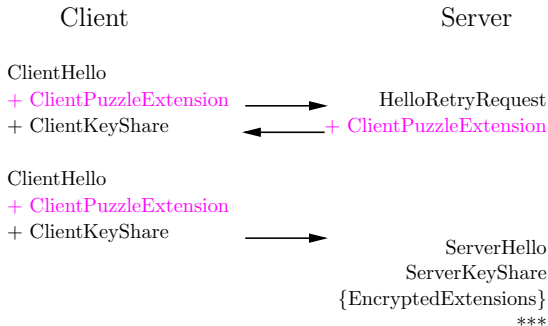 Client Server
ClientHello
+ ClientPuzzleExtension
HelloRetryRequest
+ ClientKeyShare
+ ClientPuzzleExtension
ClientHello
+ ClientPuzzleExtension
+ ClientKeyShare
ServerHello
ServerKeyShare
{EncryptedExtensions}
***